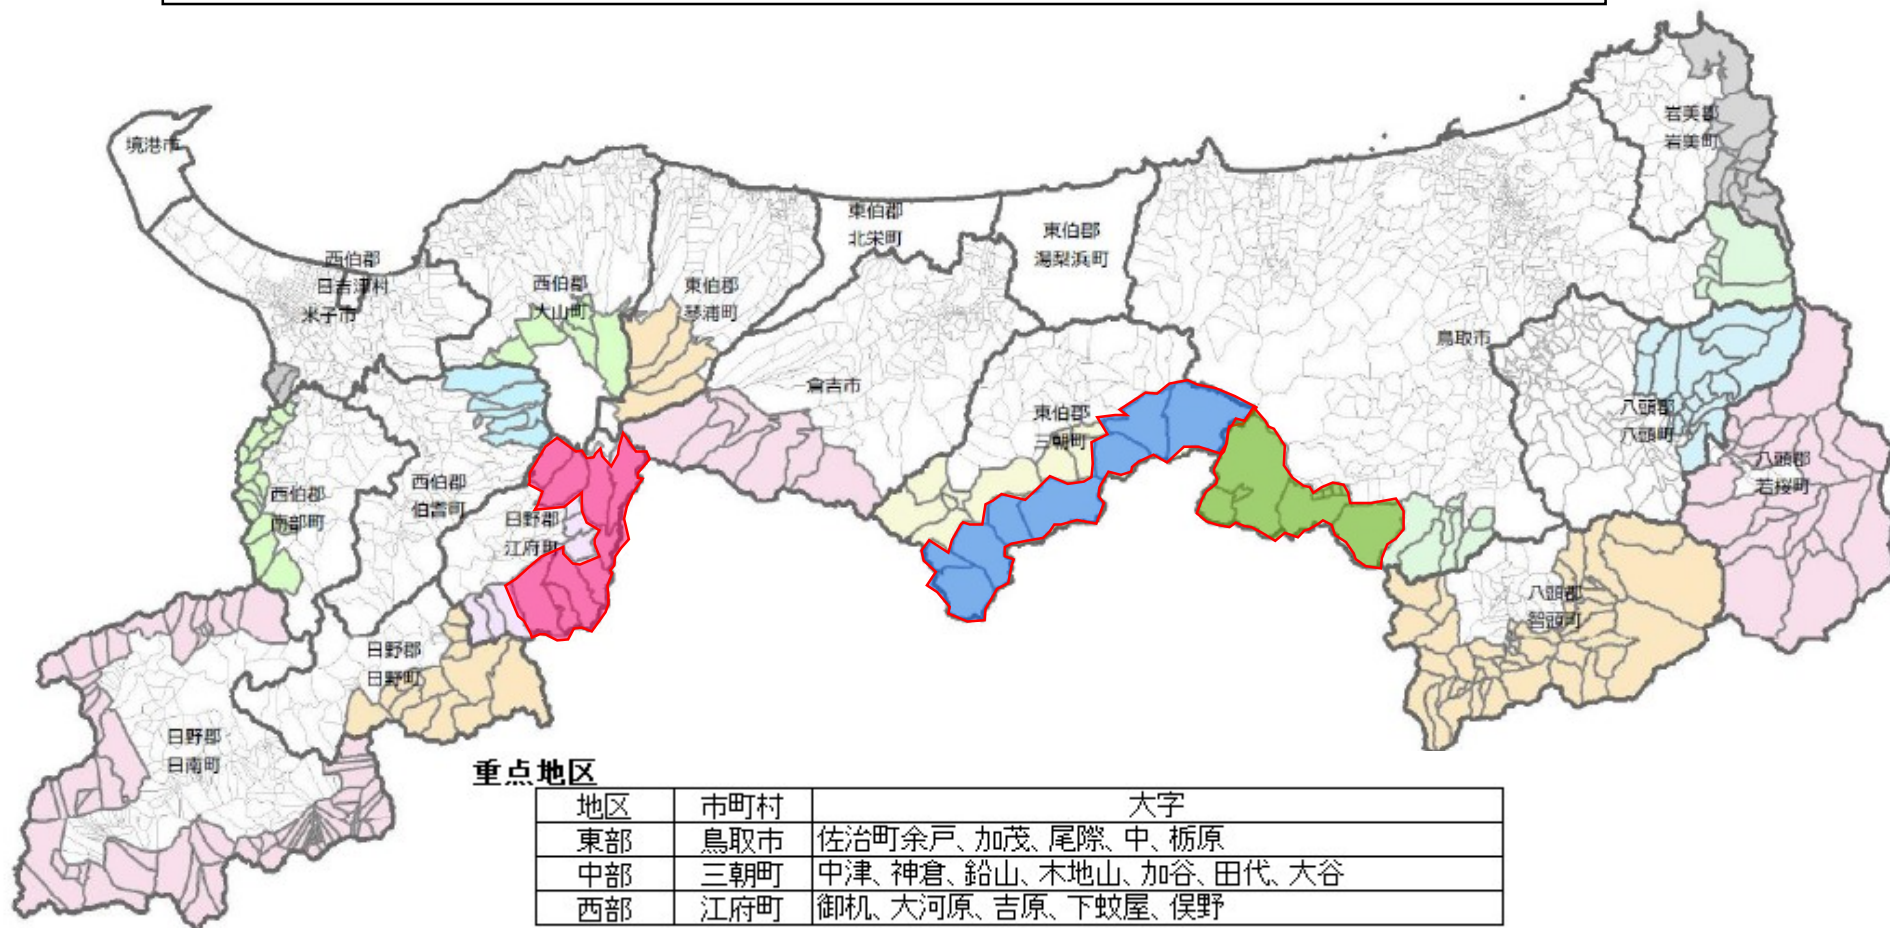 境港市
岩美郡
岩美町
東伯郡
北栄町
東伯郡
湯梨浜町
西伯郡
日吉津村
米子市
西伯郡
大山町
東伯郡
琴浦町
鳥取市
倉吉市
東伯郡
三朝町
八頭郡
八頭町
八頭郡
若桜町
西伯郡
南部町
西伯郡
伯耆町
日野郡
江府町
八頭郡
智頭町
日野郡
日野町
日野郡
日南町
重点地区
地区 市町村 大字
東部 鳥取市 佐治町余戸、加茂、尾際、中、栃原
中部 三朝町 中津、神倉、鉛山、木地山、加谷、田代、大谷
西部 江府町 御机、大河原、吉原、下蚊屋、俣野